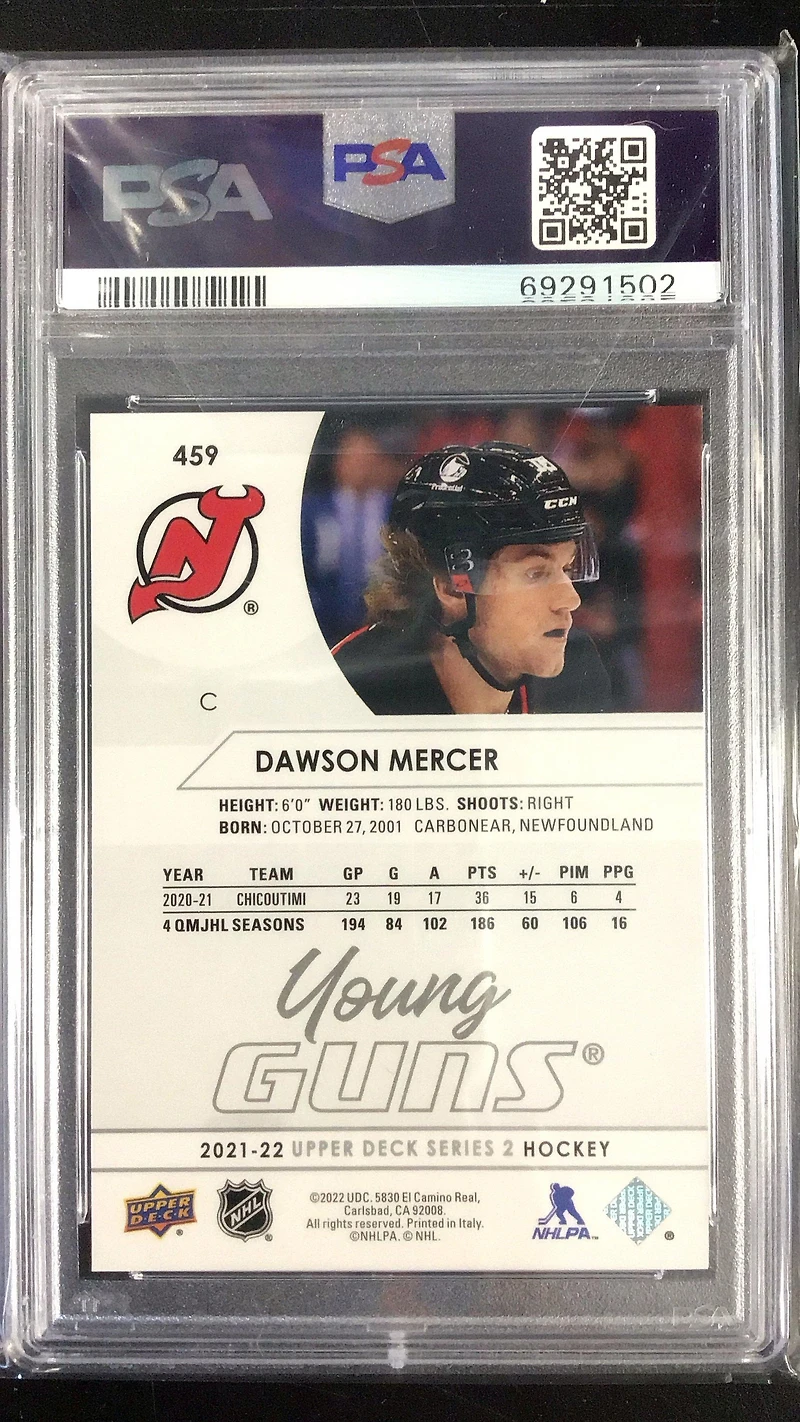 PSA
PSA
69291502
459
CCM
®
C
DAWSON MERCER
HEIGHT: 6'0" WEIGHT: 180 LBS. SHOOTS: RIGHT
BORN: OCTOBER 27, 2001 CARBONEAR, NEWFOUNDLAND
YEAR TEAM GP G A PTS +/- PIM PPG
2020-21 CHICOUTIMI 23 19 17 36 15 6 4
4 QMJHL SEASONS 194 84 102 186 60 106 16
Young
GUNS®
2021-22 UPPER DECK SERIES 2 HOCKEY
UPPER DECK®
NHL®
©2022 UDC. 5830 El Camino Real,
Carlsbad, CA 92008.
All rights reserved. Printed in Italy.
©NHLPA. © NHL.
NHLPA™
®
PSA